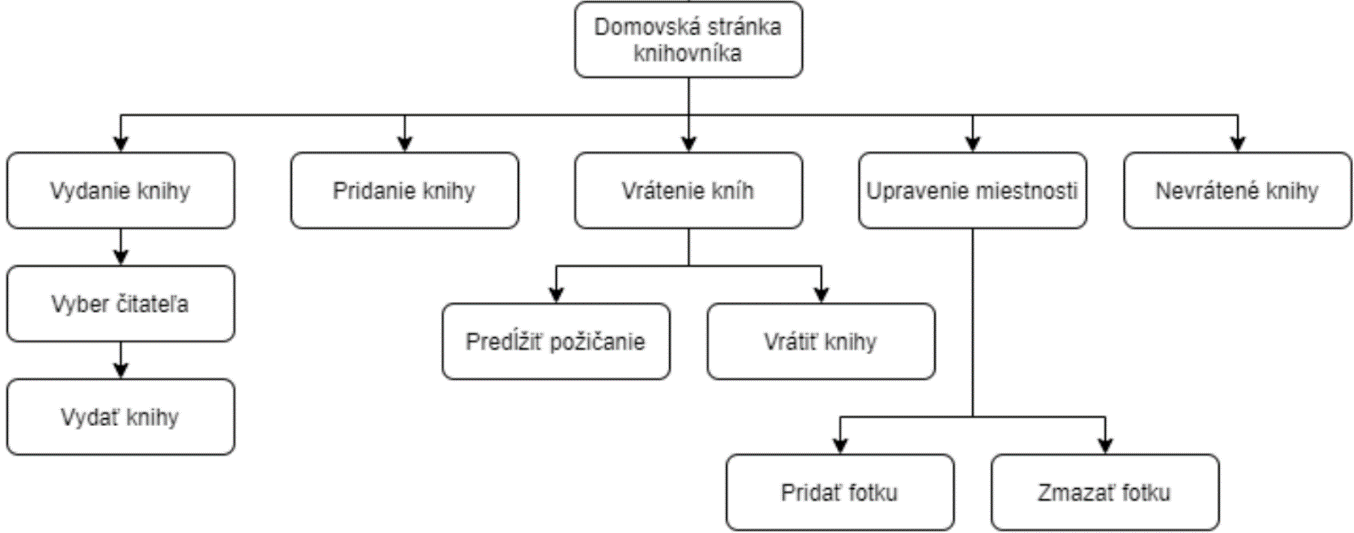 Domovská stránka
knihovníka
Vydanie knihy
Pridanie knihy
Vrátenie kníh
Upravenie miestnosti
Nevrátené knihy
Vyber čitateľa
Predĺžiť požičanie
Vrátiť knihy
Vydať knihy
Pridať fotku
Zmazať fotku